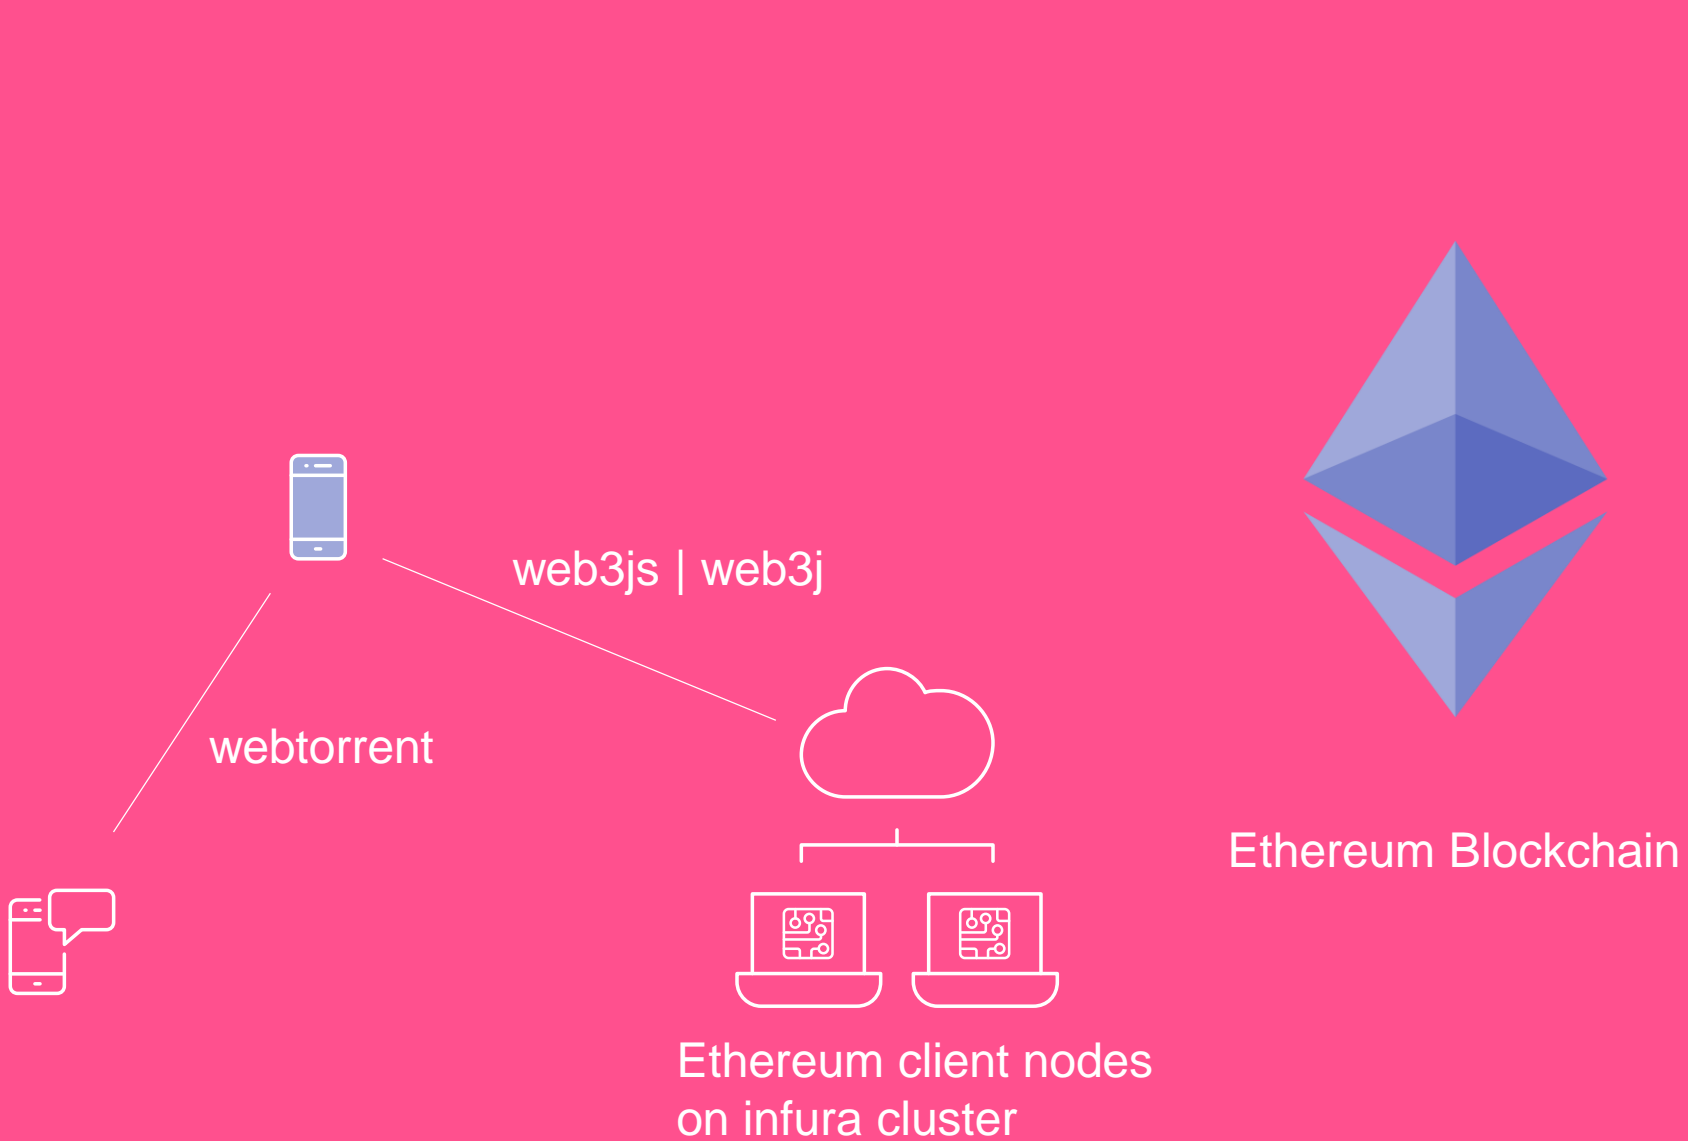 web3js | web3j
webtorrent
Ethereum Blockchain
Ethereum client nodes
on infura cluster